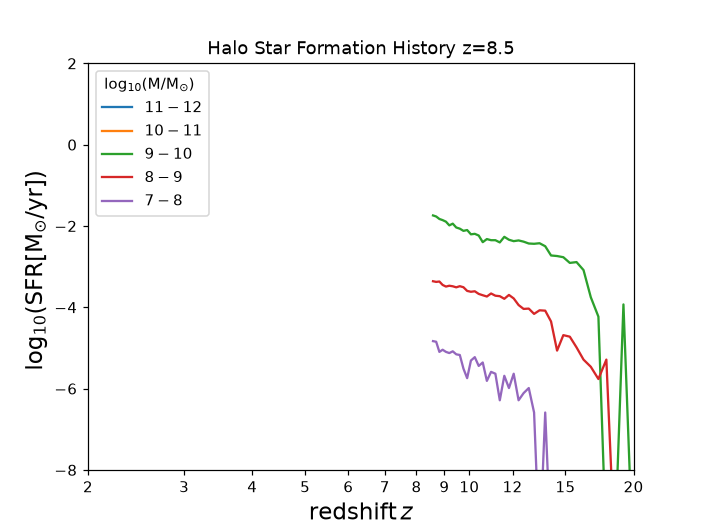 Halo Star Formation History z=8.5
log₁₀(SFR[M⊙/yr])
2
0
−2
−4
−6
−8
log₁₀(M/M⊙)
11 − 12
10 − 11
9 − 10
8 − 9
7 − 8
2 3 4 5 6 7 8 9 10 12 15 20
redshift z